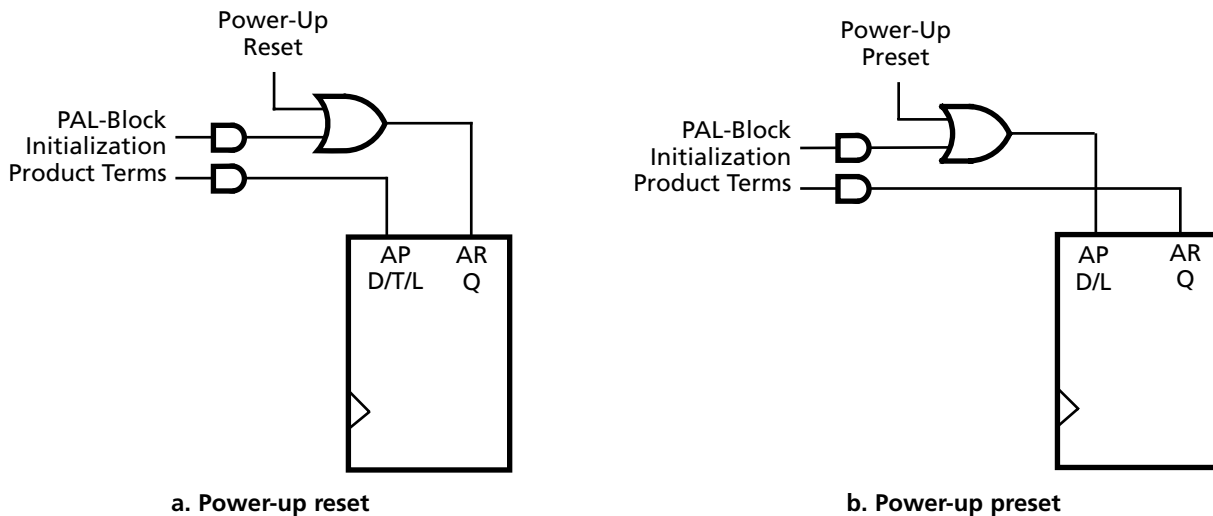 Power-Up
Reset
PAL-Block
Initialization
Product Terms
AP
AR
D/T/L
Q
a. Power-up reset
Power-Up
Preset
PAL-Block
Initialization
Product Terms
AP
AR
D/L
Q
b. Power-up preset